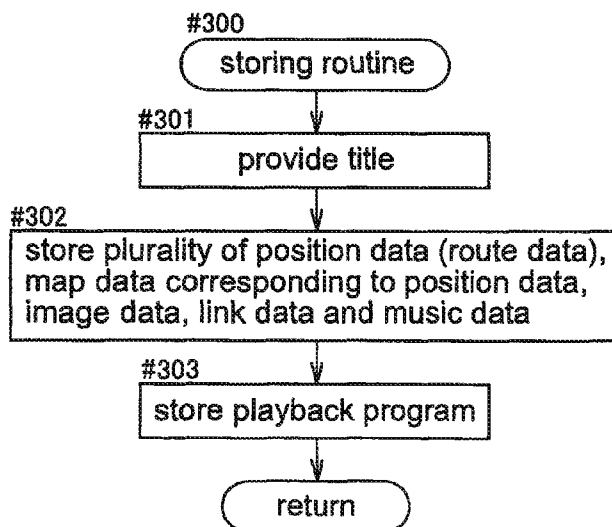 #300
storing routine
#301
provide title
#302
store plurality of position data (route data),
map data corresponding to position data,
image data, link data and music data
#303
store playback program
return